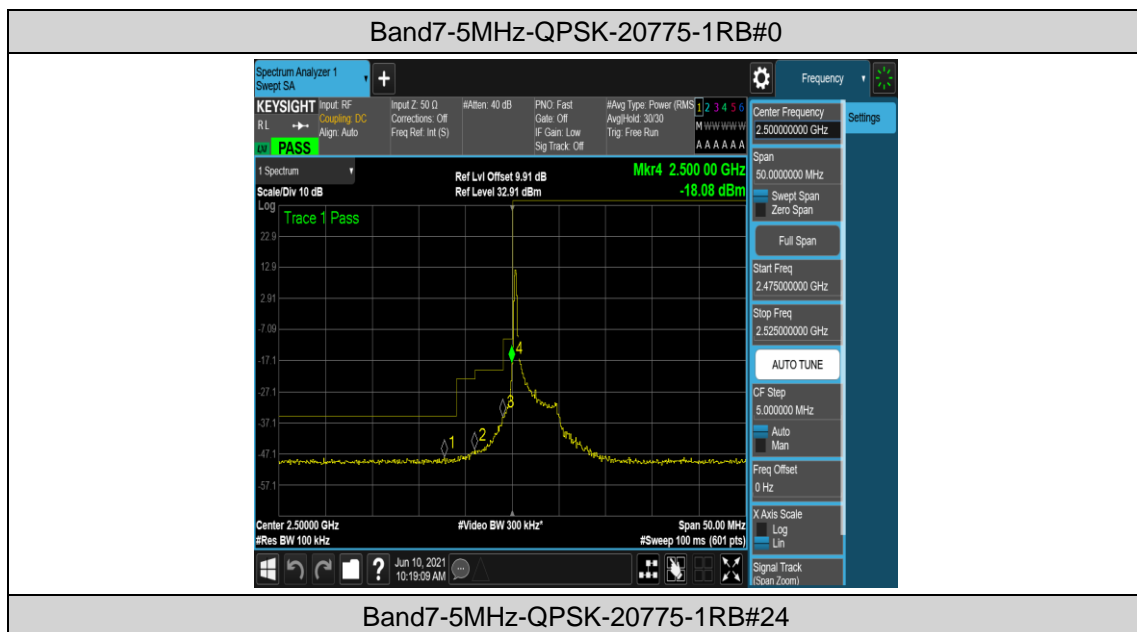 Band7-5MHz-QPSK-20775-1RB#0
Spectrum Analyzer 1
Swept SA
Frequency
KEYSIGHT
RL
PASS
Input: RF
Coupling: DC
Align: Auto
Input Z: 50 Ω
Corrections: Off
Freq Ref: Int (S)
#Atten: 40 dB
PNO: Fast
Gate: Off
IF Gain: Low
Sig Track: Off
#Avg Type: Power (RMS
Avg|Hold: 30/30
Trig: Free Run
1 2 3 4 5 6
M W W W W W
A A A A A A
1 Spectrum
Scale/Div 10 dB
Ref Lvl Offset 9.91 dB
Ref Level 32.91 dBm
Mkr4 2.500 00 GHz
-18.08 dBm
Log
Trace 1 Pass
22.9
12.9
2.91
-7.09
-17.1
-27.1
-37.1
-47.1
-57.1
1
2
3
4
Center 2.50000 GHz
#Res BW 100 kHz
#Video BW 300 kHz*
Span 50.00 MHz
#Sweep 100 ms (601 pts)
Jun 10, 2021
10:19:09 AM
Center Frequency
2.500000000 GHz
Settings
Span
50.0000000 MHz
Swept Span
Zero Span
Full Span
Start Freq
2.475000000 GHz
Stop Freq
2.525000000 GHz
AUTO TUNE
CF Step
5.000000 MHz
Auto
Man
Freq Offset
0 Hz
X Axis Scale
Log
Lin
Signal Track
(Span Zoom)
Band7-5MHz-QPSK-20775-1RB#24